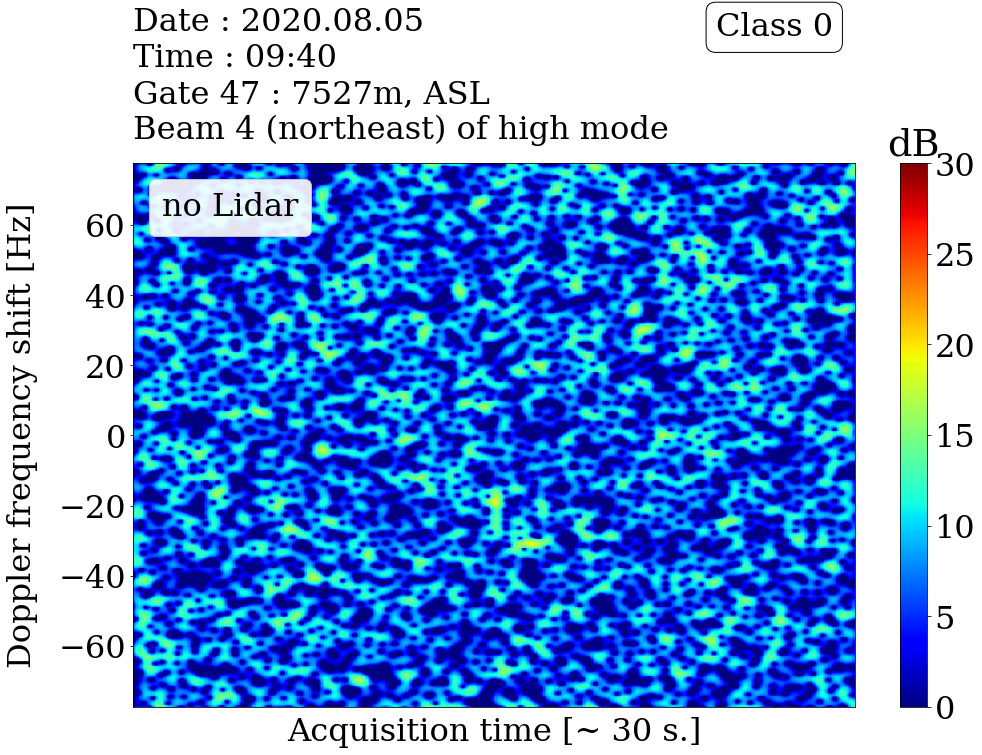 Date : 2020.08.05
Time : 09:40
Gate 47 : 7527m, ASL
Beam 4 (northeast) of high mode
Class 0
no Lidar
dB
30
25
20
15
10
5
0
Doppler frequency shift [Hz]
60
40
20
0
−20
−40
−60
Acquisition time [~ 30 s.]